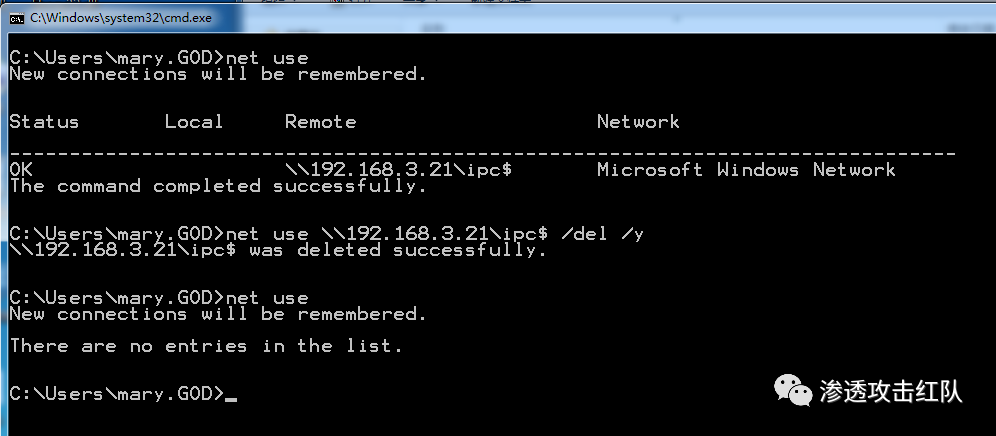 C:\Windows\system32\cmd.exe
C:\Users\mary.GOD>net use
New connections will be remembered.
Status Local Remote Network
-------------------------------------------------------------------------------
OK \\192.168.3.21\ipc$ Microsoft Windows Network
The command completed successfully.
C:\Users\mary.GOD>net use \\192.168.3.21\ipc$ /del /y
\\192.168.3.21\ipc$ was deleted successfully.
C:\Users\mary.GOD>net use
New connections will be remembered.
There are no entries in the list.
C:\Users\mary.GOD>_
渗透攻击红队